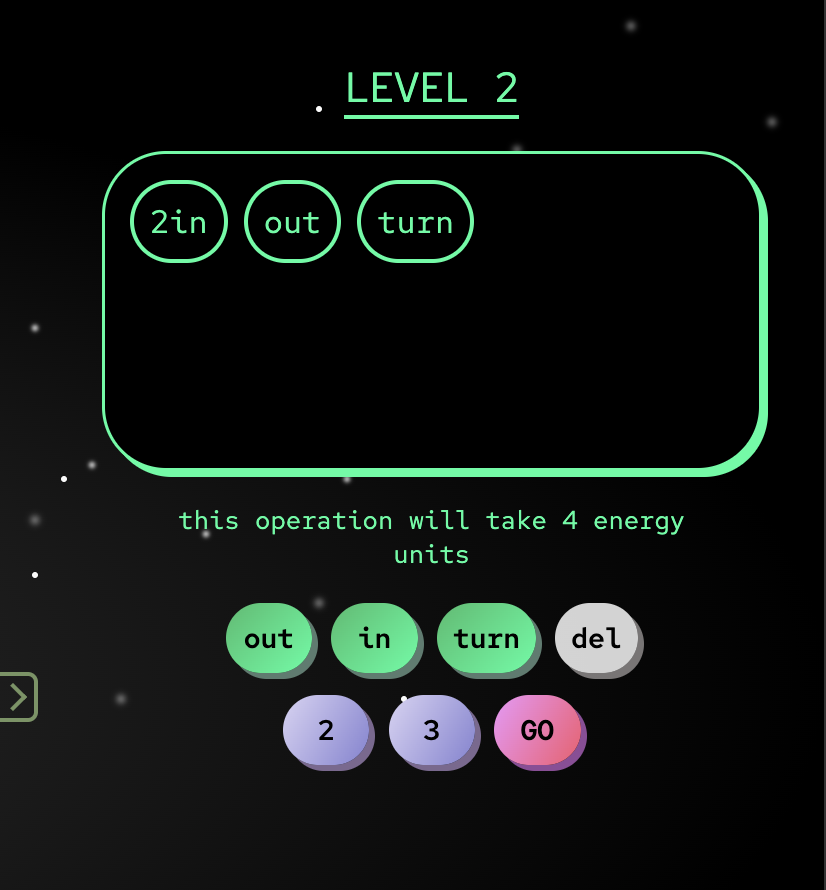 LEVEL 2
2in out turn
this operation will take 4 energy
units
out in turn del
2 3 GO